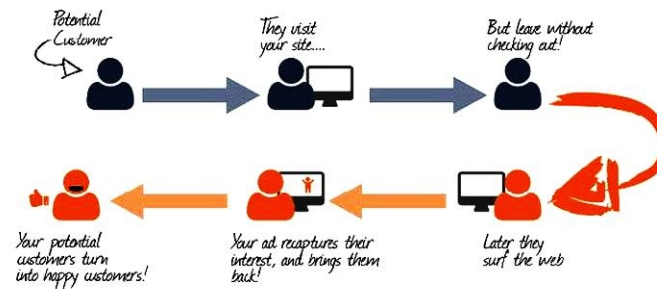 Potential
Customer
They visit
your site....
But leave without
checking out!
Later they
surf the web
Your ad recaptures their
interest, and brings them
back!
Your potential
customers turn
into happy customers!